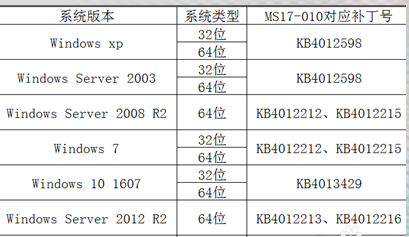 系统版本 系统类型 MS17-010对应补丁号
Windows xp 32位 64位 KB4012598
Windows Server 2003 32位 64位 KB4012598
Windows Server 2008 R2 64位 KB4012212、KB4012215
Windows 7 32位 64位 KB4012212、KB4012215
Windows 10 1607 32位 64位 KB4013429
Windows Server 2012 R2 64位 KB4012213、KB4012216